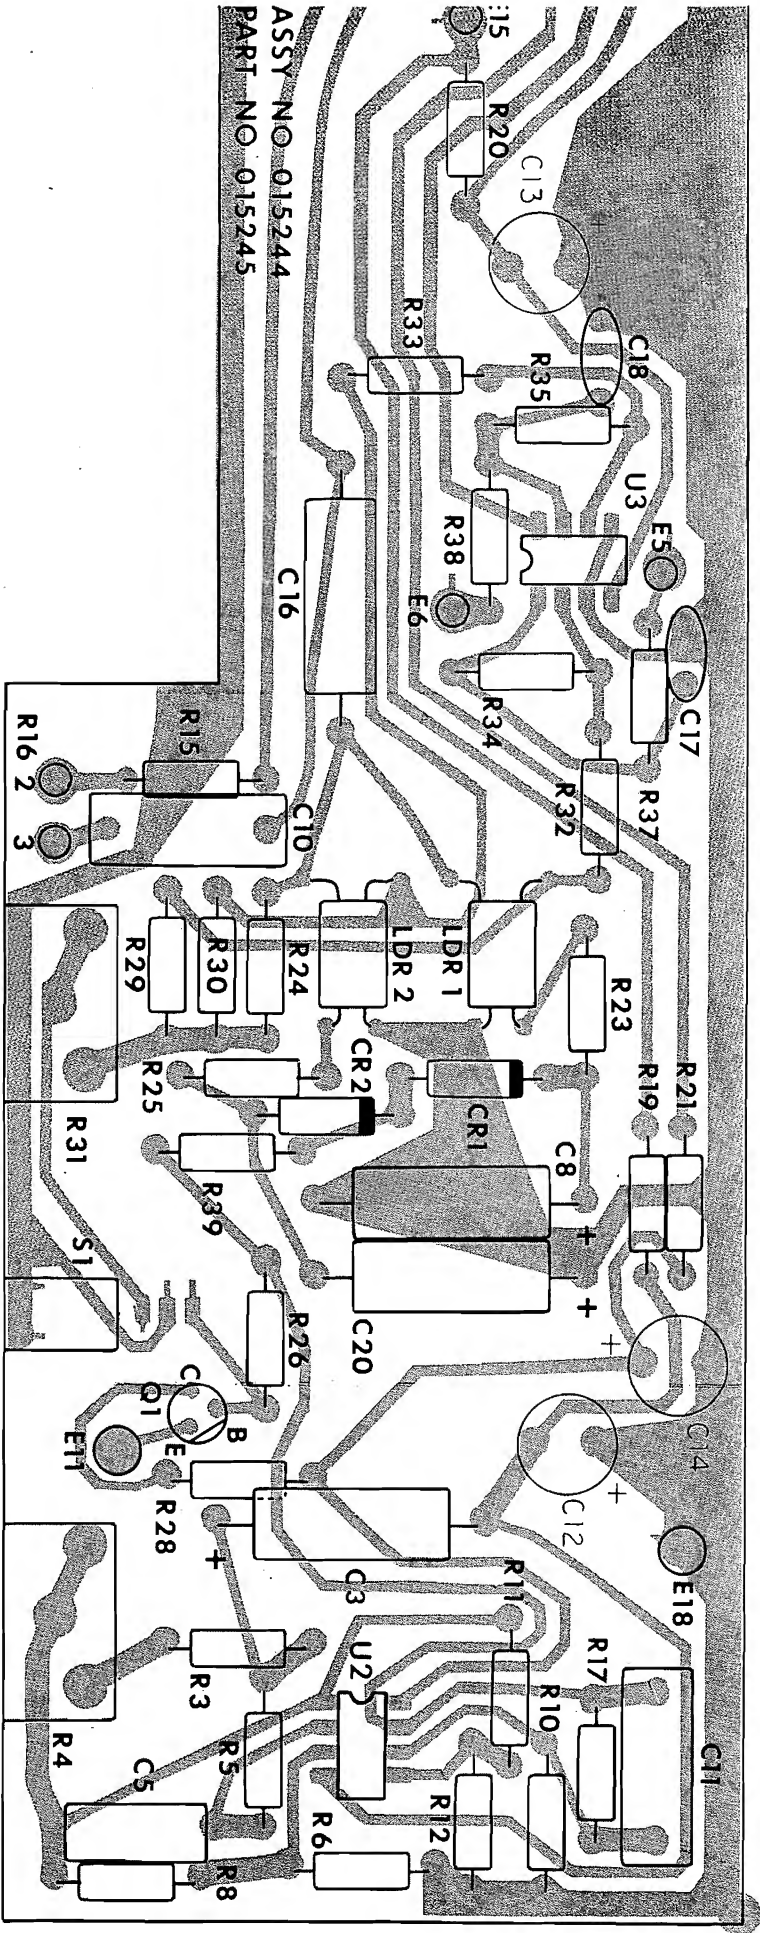 E15
ASSY NO 015244
PART NO 015245
R20
C13
+
R33
C18
R35
U3
E5
R38
C16
E6
R34
C17
R15
R16 2
3
C10
R32
R37
LDR 1
LDR 2
R29
R30
R24
R23
CR2
R25
R19
R21
CR1
R31
C8
+
R39
S1
+
C20
R26
+
C14
C
Q1
B
E
E11
C12
+
R28
+
E18
C3
R11
U2
R17
R3
R10
R4
C5
R5
C11
R12
R6
R8